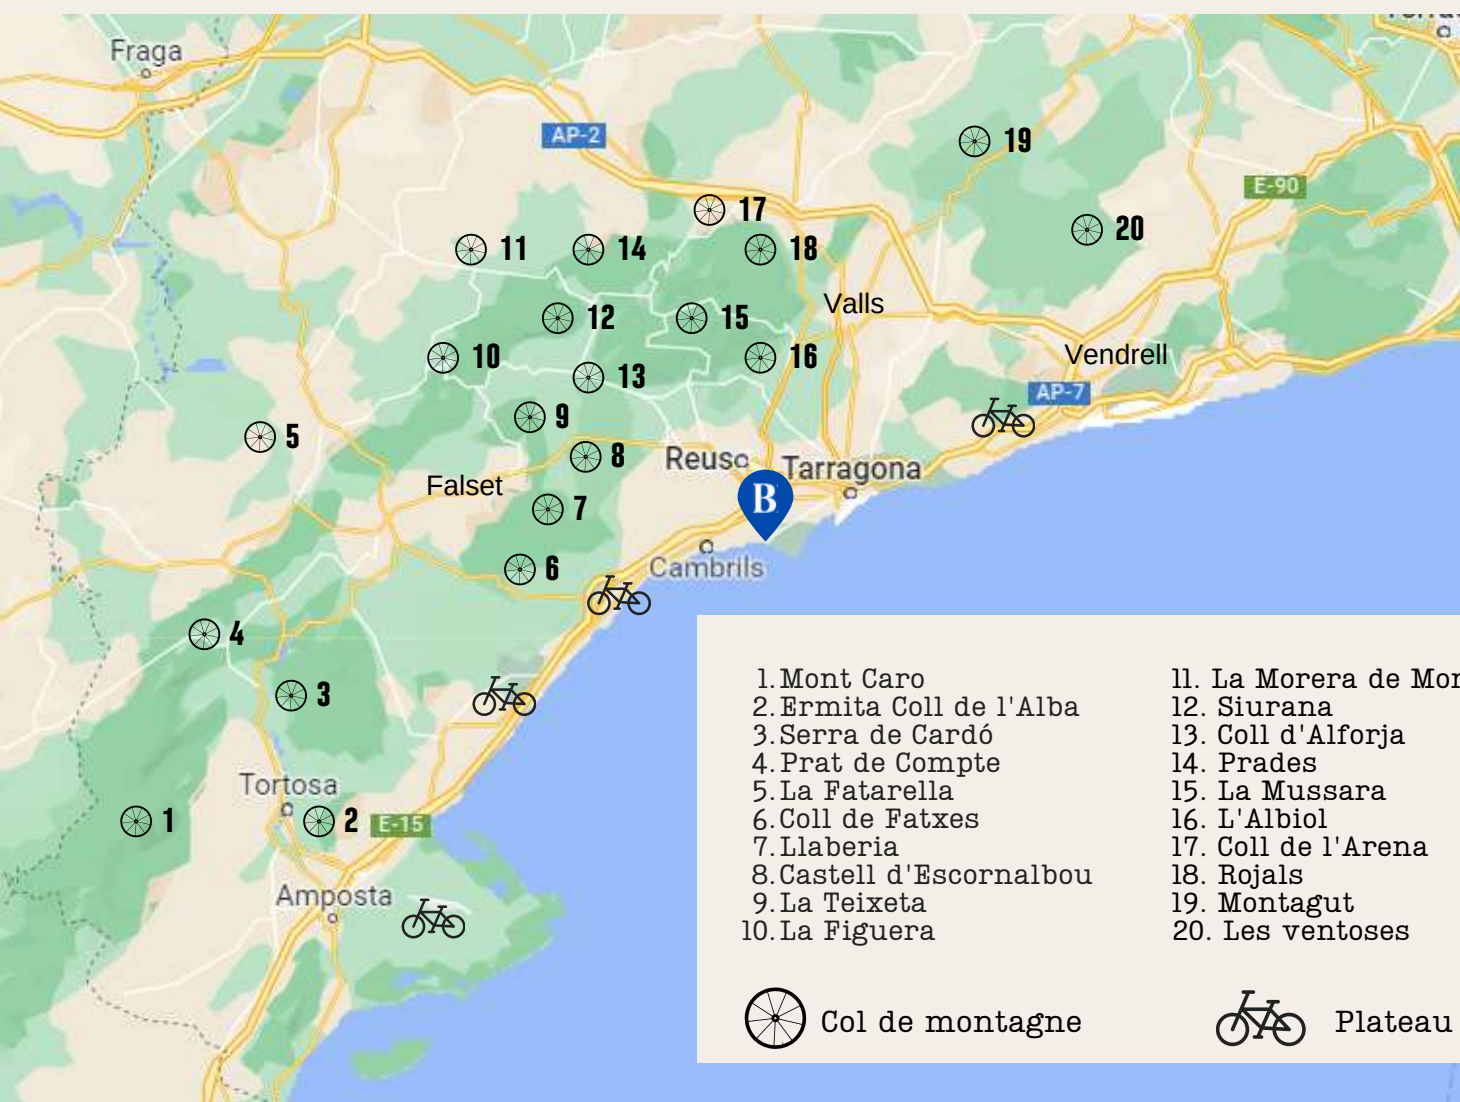 Fraga
AP-2
19
E-90
17
20
11
14
18
Valls
12
15
10
16
Vendrell
13
AP-7
9
5
8
Reus
Tarragona
Falset
B
7
6
Cambrils
4
3
Tortosa
1
2
E-15
Amposta
1. Mont Caro
2. Ermita Coll de l'Alba
3. Serra de Cardó
4. Prat de Compte
5. La Fatarella
6. Coll de Fatxes
7. Llaberia
8. Castell d'Escornalbou
9. La Teixeta
10. La Figuera
11. La Morera de Mon
12. Siurana
13. Coll d'Alforja
14. Prades
15. La Mussara
16. L'Albiol
17. Coll de l'Arena
18. Rojals
19. Montagut
20. Les ventoses
Col de montagne
Plateau